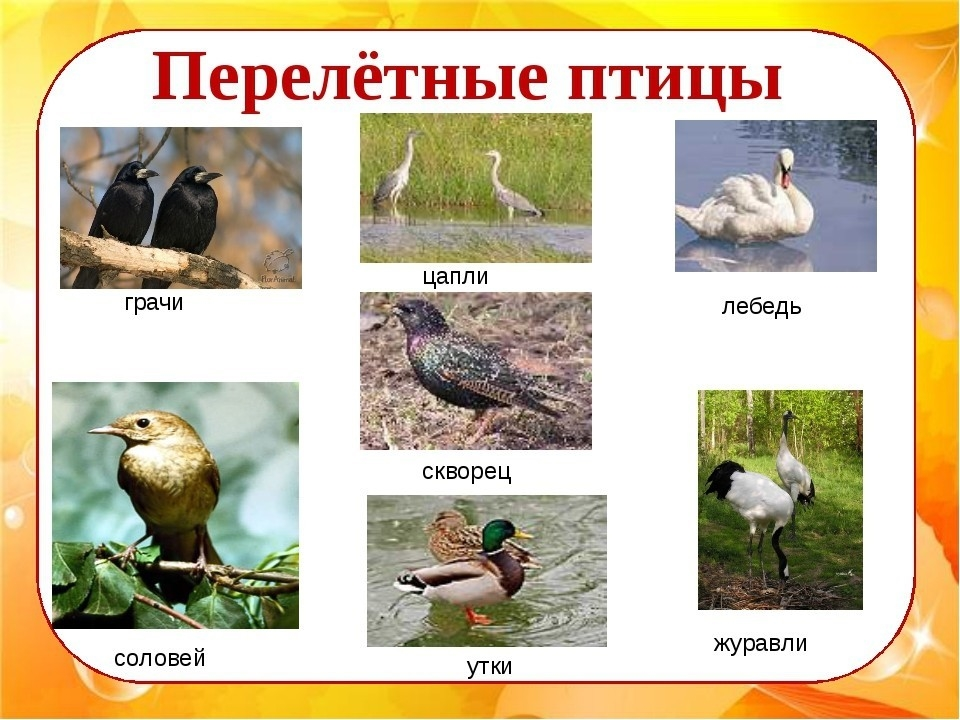 Перелётные птицы
грачи
цапли
лебедь
скворец
соловей
утки
журавли